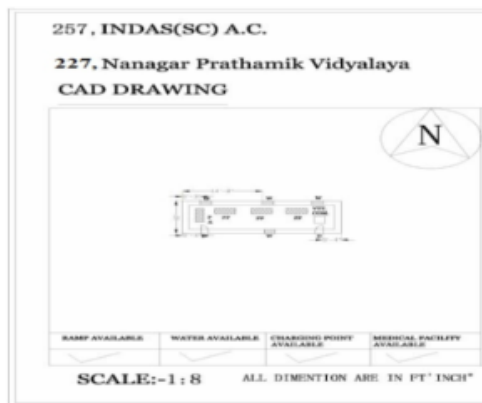 257, INDAS(SC) A.C.
227, Nanagar Prathamik Vidyalaya
CAD DRAWING
N
RAMP AVAILABLE
WATER AVAILABLE
CHARGING POINT AVAILABLE
MEDICAL FACILITY AVAILABLE
SCALE:-1:8
ALL DIMENTION ARE IN FT'INCH"